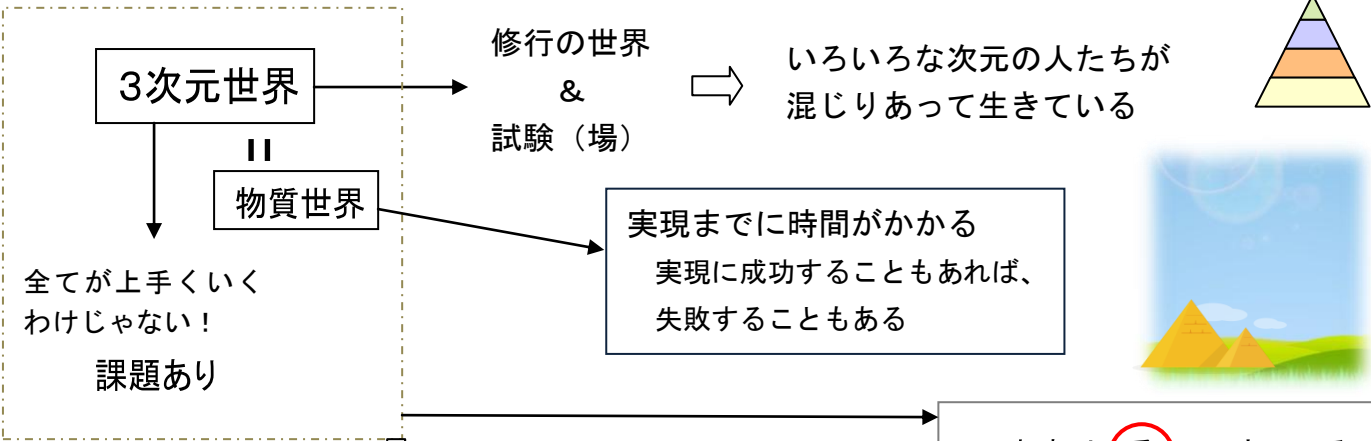 3次元世界
修行の世界
&
試験（場）
いろいろな次元の人たちが
混じりあって生きている
=
物質世界
実現までに時間がかかる
実現に成功することもあれば、
失敗することもある
全てが上手くいく
わけじゃない！
課題あり